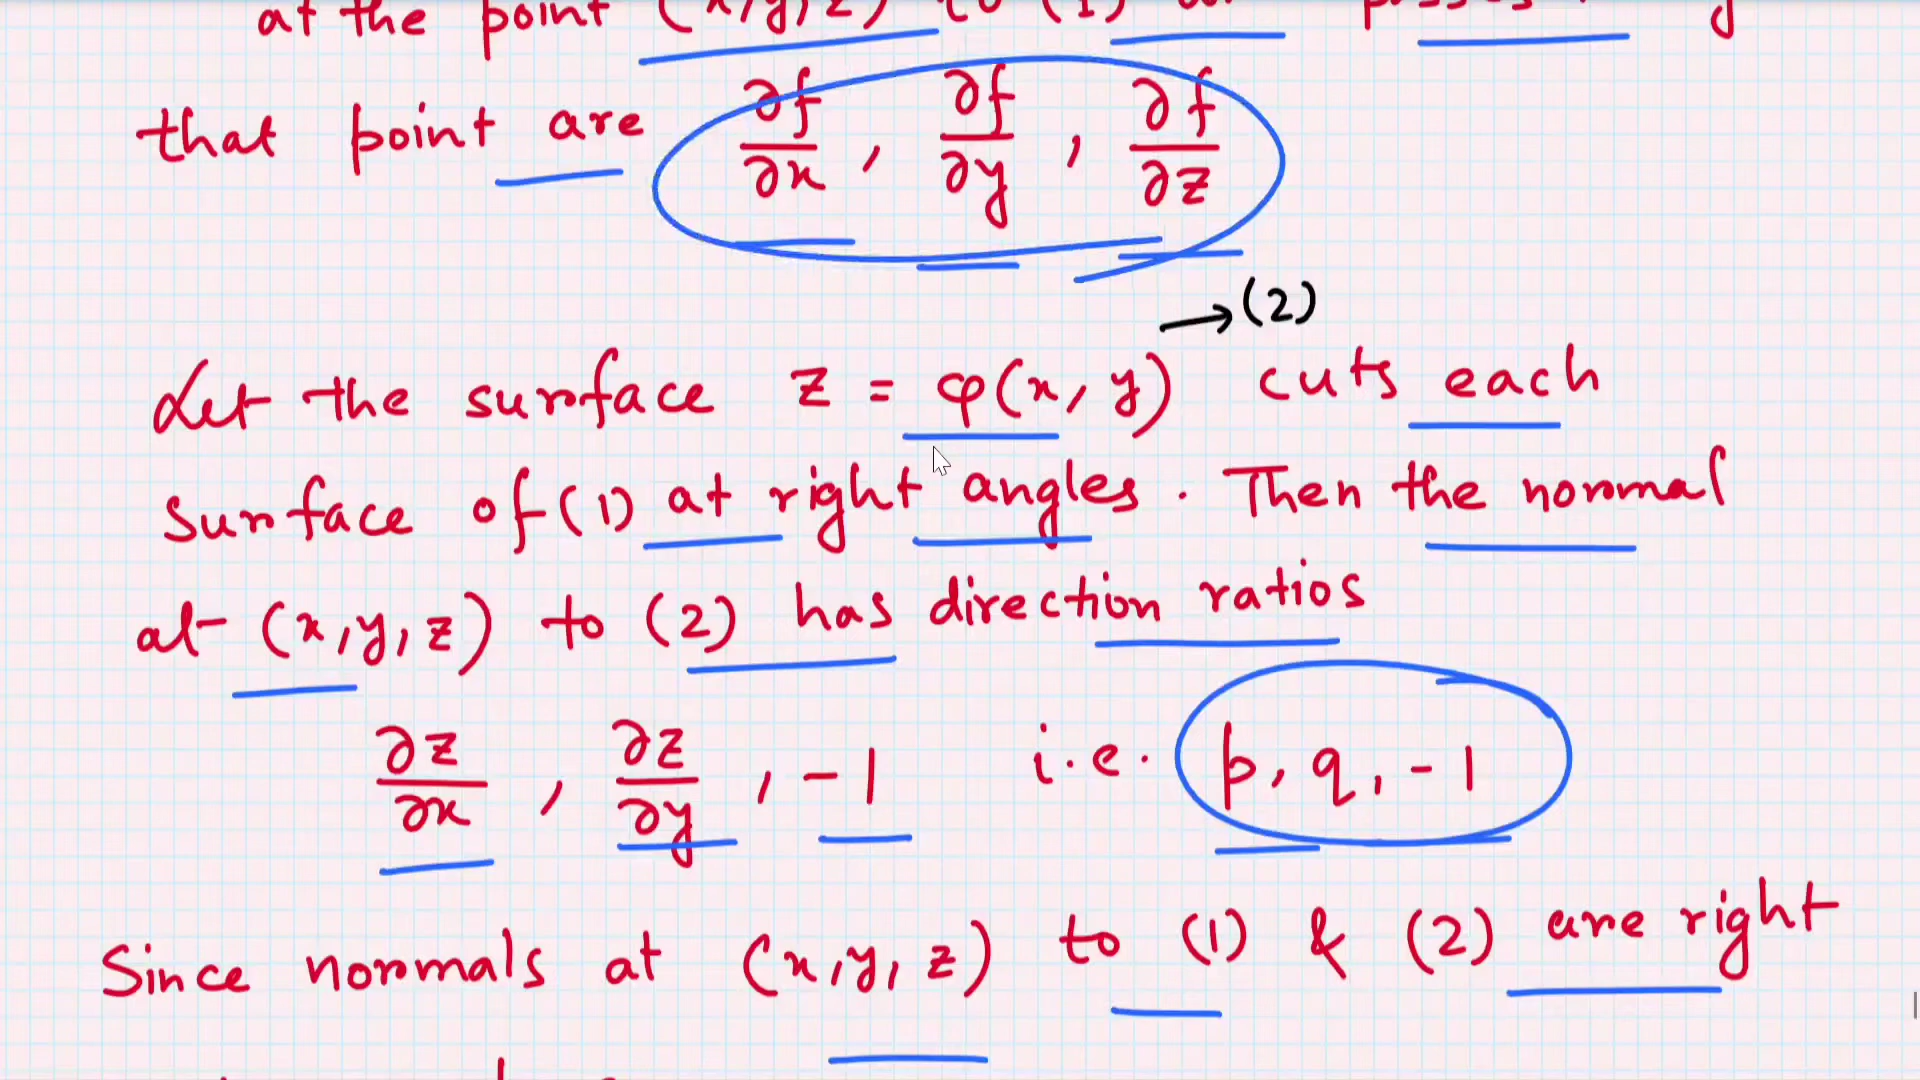 at the point (x, y, z) to (1)
that point are ∂f/∂x , ∂f/∂y , ∂f/∂z
→ (2)
Let the surface z = φ(x, y) cuts each
surface of (1) at right angles. Then the normal
at (x, y, z) to (2) has direction ratios
∂z/∂x , ∂z/∂y , -1 i.e. p, q, -1
Since normals at (x, y, z) to (1) & (2) are right